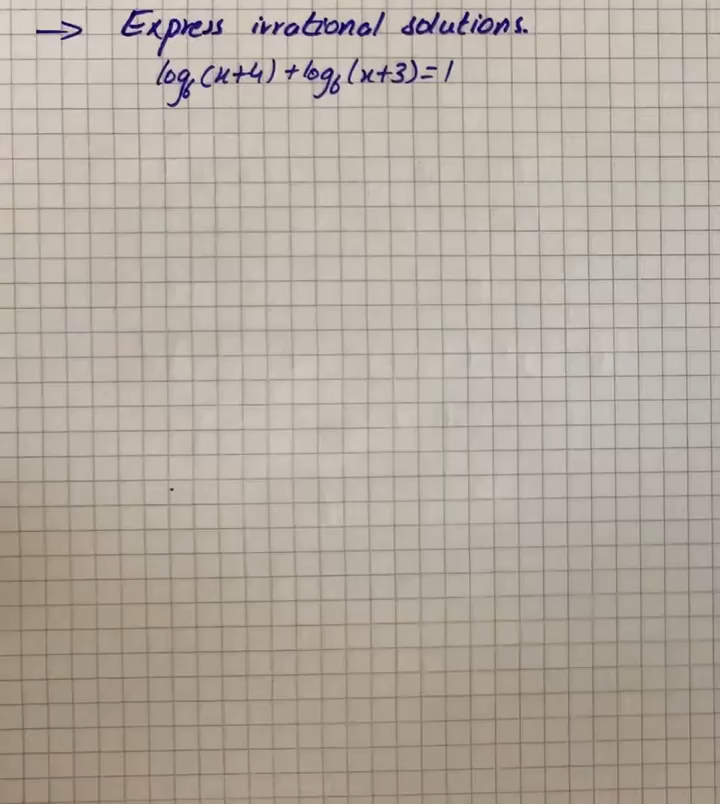 → Express irrational solutions.
log₆(x+4)+log₆(x+3)=1